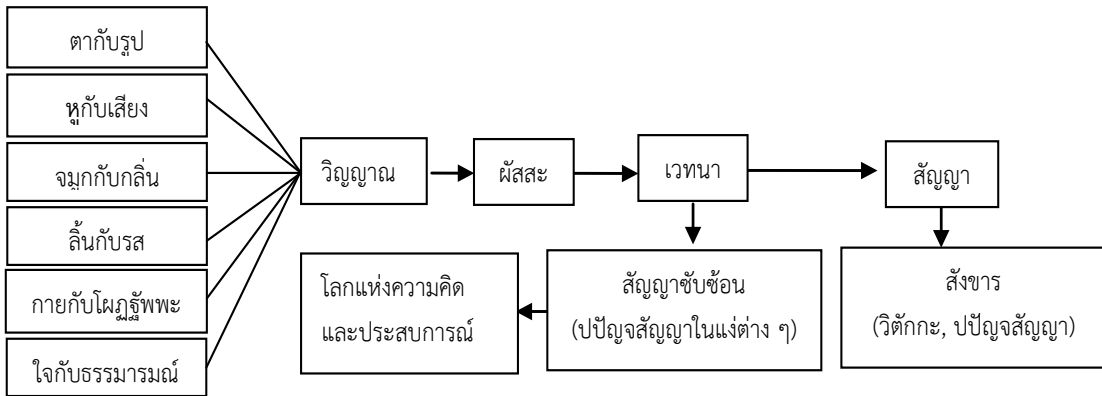 ตากับรูป
หูกับเสียง
จมูกกับกลิ่น
ลิ้นกับรส
กายกับโผฏฐัพพะ
ใจกับธรรมารมณ์
วิญญาณ
ผัสสะ
เวทนา
สัญญา
โลกแห่งความคิด
และประสบการณ์
สัญญาซับซ้อน
(ปปัญจสัญญาในแง่ต่าง ๆ)
สังขาร
(วิตักกะ, ปปัญจสัญญา)